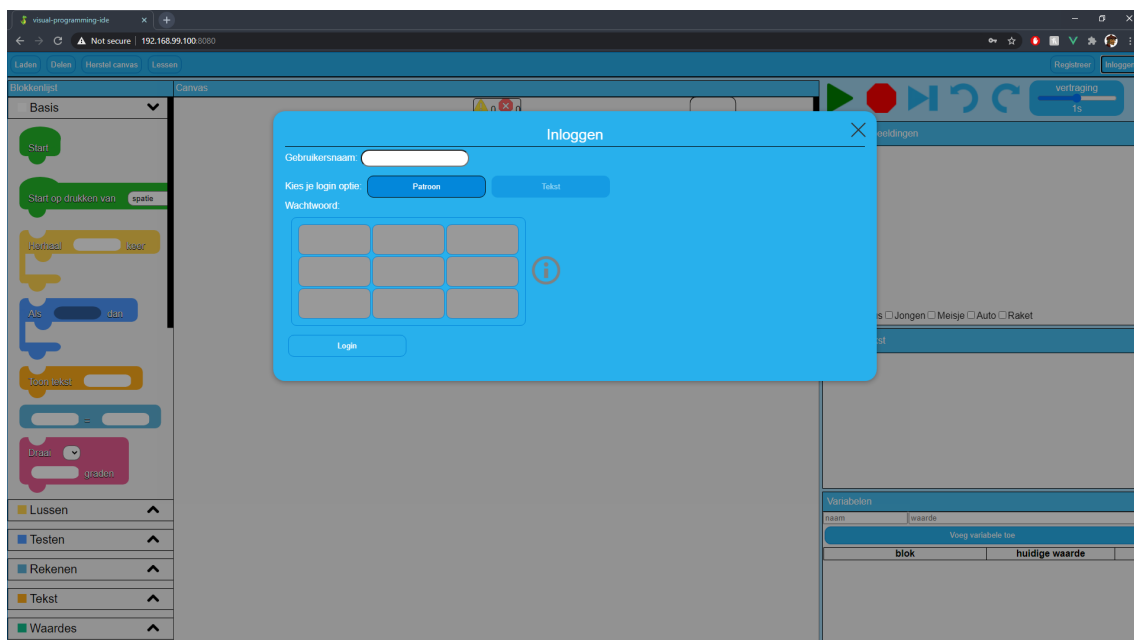 visual-programming-ide
Not secure | 192.168.99.100:8080
Laden Delen Herstel canvas Lessen
Registreer Inloggen
Blokkenlijst
Canvas
Basis
0 0
vertraging
1s
Start
Start op drukken van spatie
Herhaal keer
Als dan
Toon tekst
=
Draai
graden
Lussen
Testen
Rekenen
Tekst
Waardes
Inloggen
Gebruikersnaam:
Kies je login optie: Patroon Tekst
Wachtwoord:
Login
Jongen Meisje Auto Raket
Variabelen
naam waarde
Voeg variabele toe
blok huidige waarde